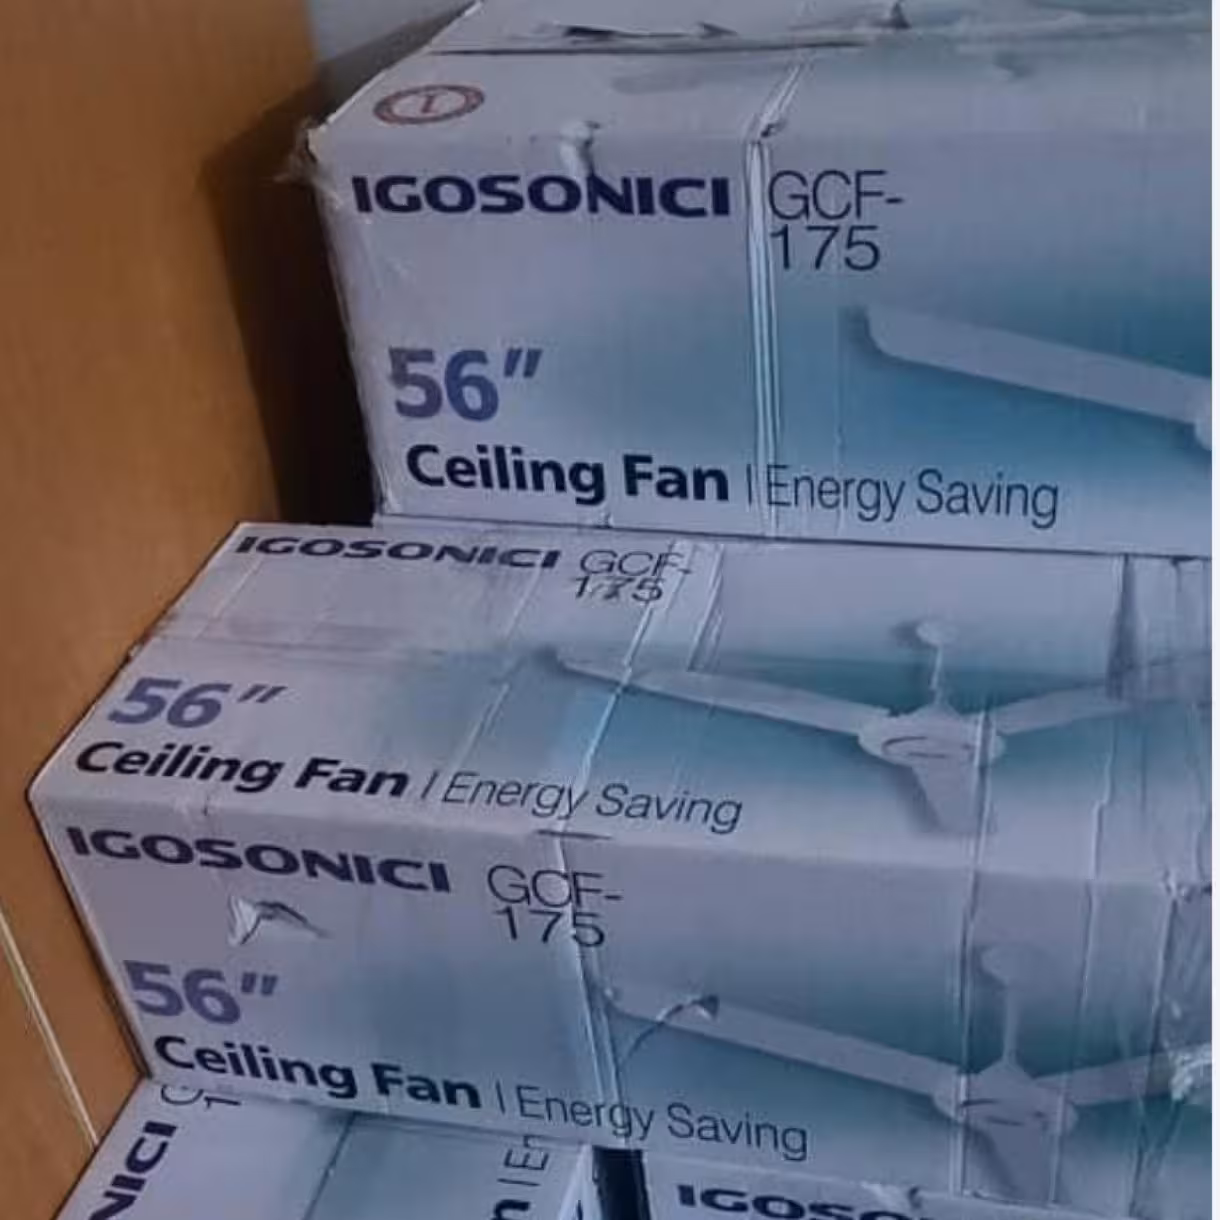 IGOSONICI GCF-
175
56"
Ceiling Fan | Energy Saving
IGOSONICI GCF-
175
56"
Ceiling Fan | Energy Saving
IGOSONICI GCF-
175
56"
Ceiling Fan | Energy Saving